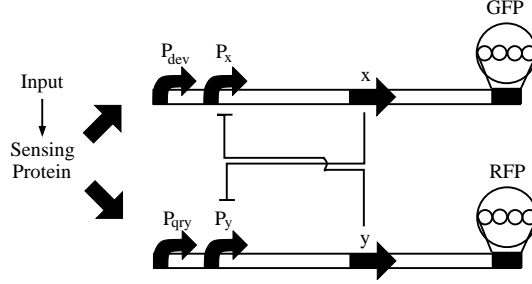 GFP
P_dev P_x
x
Input
Sensing
Protein
RFP
P_qry P_y
y